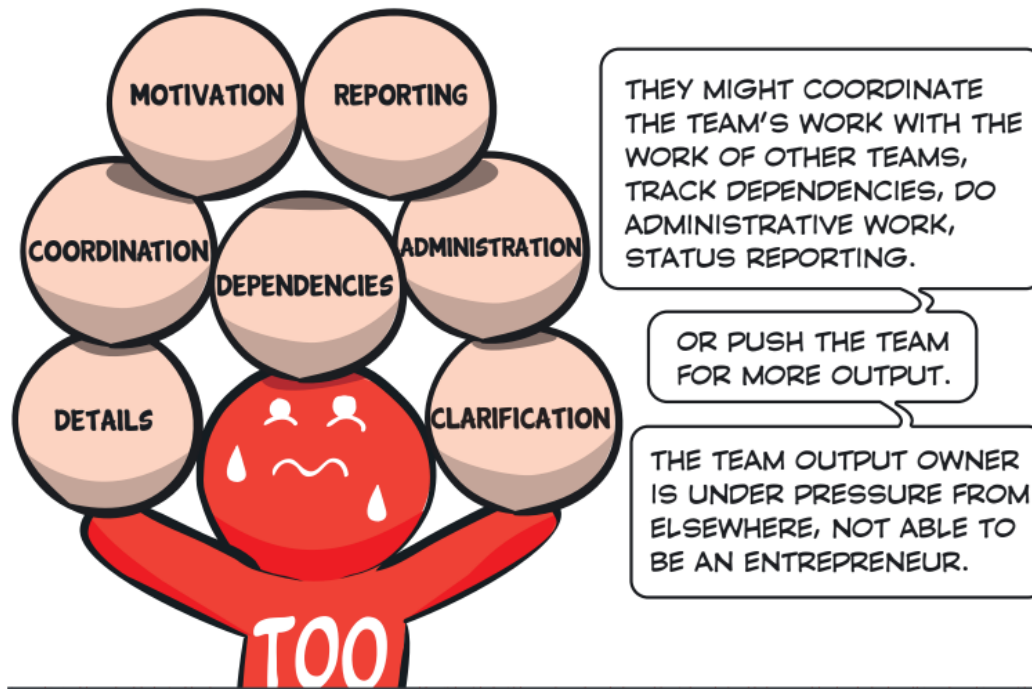 MOTIVATION
REPORTING
COORDINATION
DEPENDENCIES
ADMINISTRATION
DETAILS
CLARIFICATION
TOO
THEY MIGHT COORDINATE
THE TEAM'S WORK WITH THE
WORK OF OTHER TEAMS,
TRACK DEPENDENCIES, DO
ADMINISTRATIVE WORK,
STATUS REPORTING.
OR PUSH THE TEAM
FOR MORE OUTPUT.
THE TEAM OUTPUT OWNER
IS UNDER PRESSURE FROM
ELSEWHERE, NOT ABLE TO
BE AN ENTREPRENEUR.